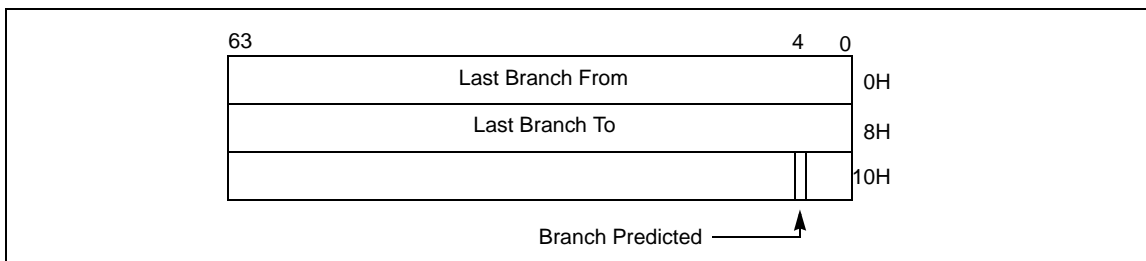 63 4 0
Last Branch From 0H
Last Branch To 8H
10H
Branch Predicted